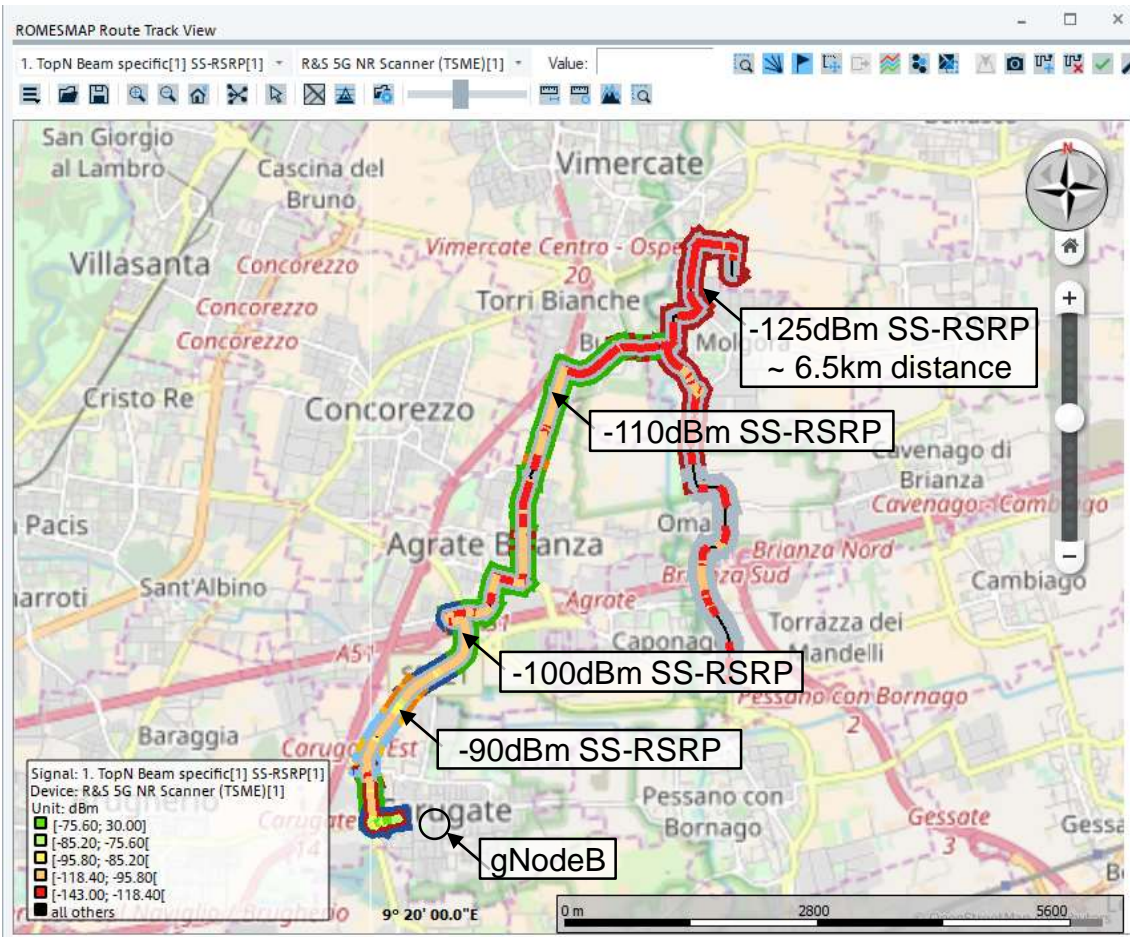 ROMESMAP Route Track View
1. TopN Beam specific[1] SS-RSRP[1]
R&S 5G NR Scanner (TSME)[1]
Value:
San Giorgio
al Lambro
Cascina del
Bruno
Vimercate
N
Villasanta
Concorezzo
Vimercate Centro - Ospe
20
Concorezzo
Torri Bianche
Concorezzo
Bu
Molgora
-125dBm SS-RSRP
~ 6.5km distance
Cristo Re
Concorezzo
-110dBm SS-RSRP
Cavenago di
Brianza
Cavenago-Cambiago
Pacis
Oma
Agrate Brianza
Brianza Nord
Brianza Sud
Cambiago
Sant'Albino
arroti
Agrate
Torrazza dei
Mandelli
Caponag
A51
-100dBm SS-RSRP
Pessano con Bornago
2
Baraggia
Carugate Est
-90dBm SS-RSRP
Signal: 1. TopN Beam specific[1] SS-RSRP[1]
Device: R&S 5G NR Scanner (TSME)[1]
Unit: dBm
[-75.60; 30.00]
[-85.20; -75.60[
[-95.80; -85.20[
[-118.40; -95.80[
[-143.00; -118.40[
all others
Carugate
14
arugate
Pessano con
Bornago
Gessate
3
Gessa
gNodeB
9° 20' 00.0"E
0 m
2800
5600